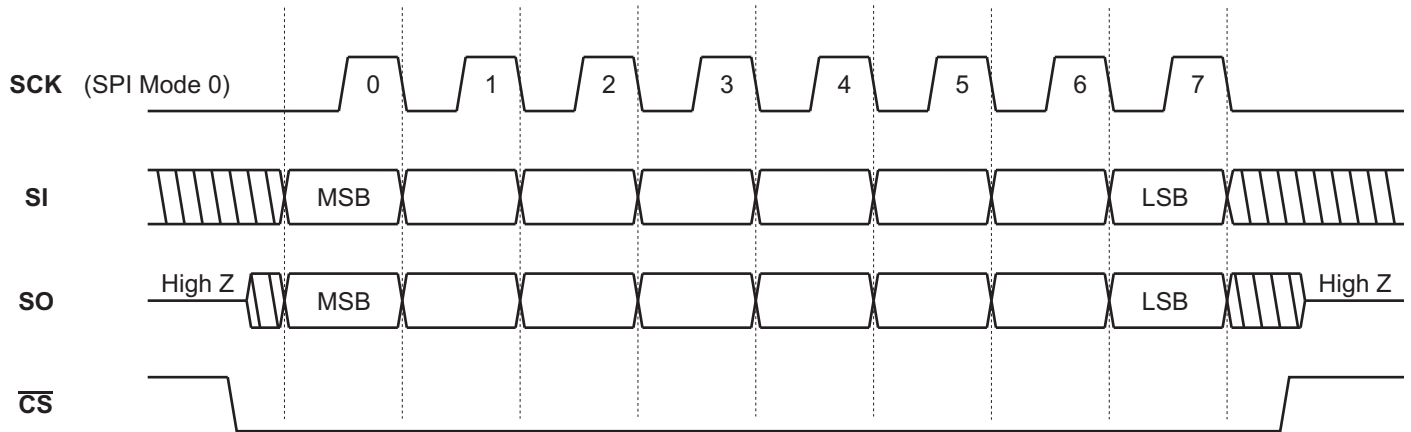 SCK (SPI Mode 0) 0 1 2 3 4 5 6 7
SI MSB LSB
High Z High Z
SO MSB LSB
CS